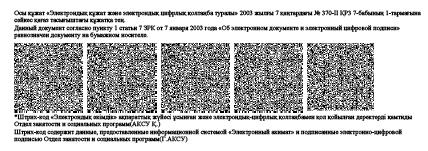 Осы құжат «Электрондық құжат және электрондық цифрлық қолтаңба туралы» 2003 жылғы 7 қаңтардағы № 370-II ҚРЗ 7-бабының 1-тармағына
сәйкес қағаз тасығыштағы құжатқа тең.
Данный документ согласно пункту 1 статьи 7 ЗРК от 7 января 2003 года «Об электронном документе и электронной цифровой подписи»
равнозначен документу на бумажном носителе.
*Штрих-код «Электрондық әкімдік» ақпараттық жүйесі ұсынған және электрондық-цифрлық қолтаңбамен қол қойылған деректерді қамтиды
Отдел занятости и социальных программ(АКСУ Қ.)
Штрих-код содержит данные, предоставленные информационной системой «Электронный акимат» и подписанные электронно-цифровой
подписью Отдел занятости и социальных программ(Г.АКСУ)